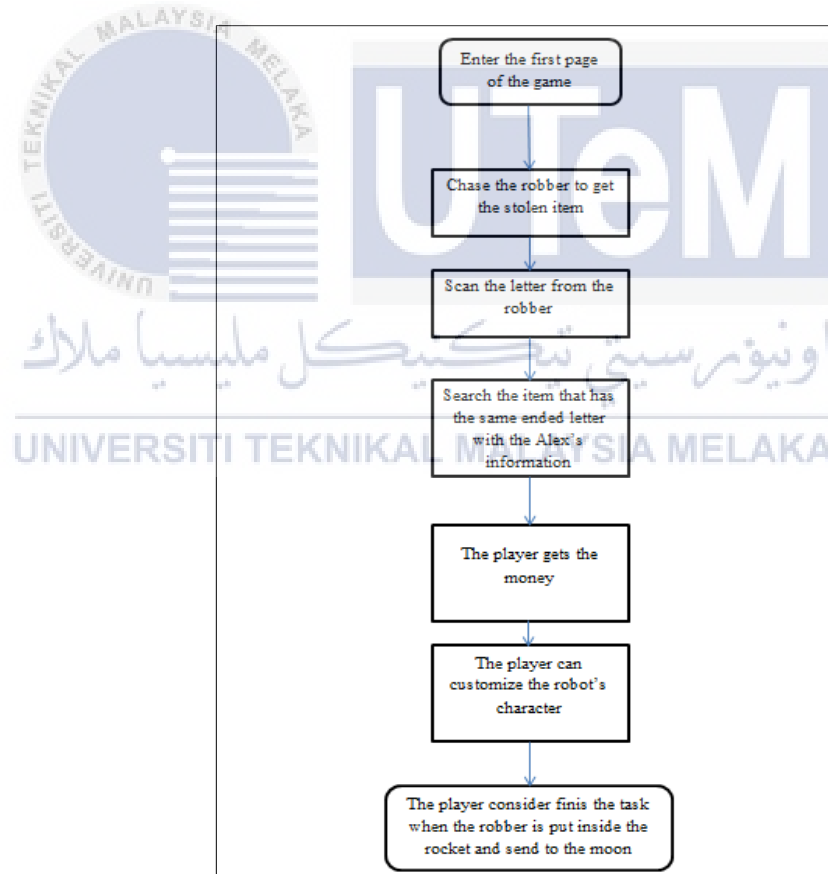 UNIVERSITI TEKNIKAL MALAYSIA MELAKA
UTeM
اونيۏرسيتي تيكنيكل مليسيا ملاك
UNIVERSITI TEKNIKAL MALAYSIA MELAKA
Enter the first page
of the game
Chase the robber to get
the stolen item
Scan the letter from the
robber
Search the item that has
the same ended letter
with the Alex's
information
The player gets the
money
The player can
customize the robot's
character
The player consider finis the task
when the robber is put inside the
rocket and send to the moon